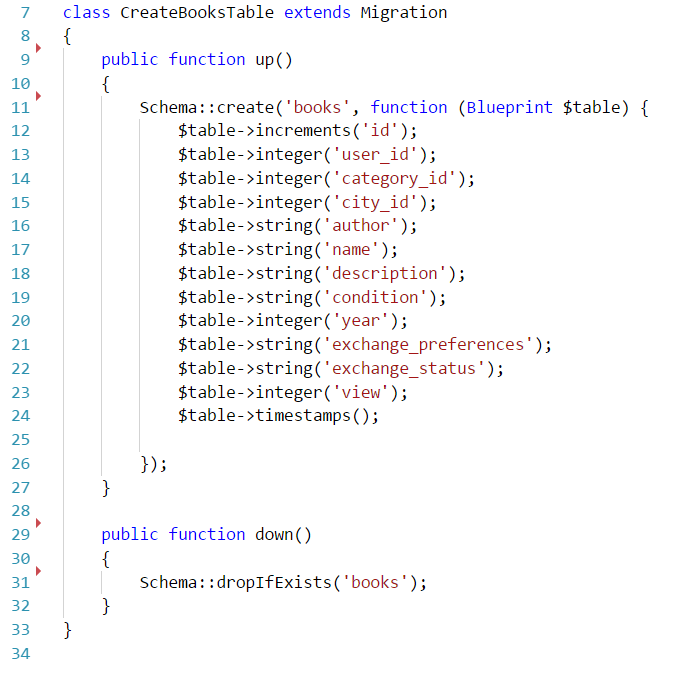 7 class CreateBooksTable extends Migration
8 {
9 public function up()
10 {
11 Schema::create('books', function (Blueprint $table) {
12 $table->increments('id');
13 $table->integer('user_id');
14 $table->integer('category_id');
15 $table->integer('city_id');
16 $table->string('author');
17 $table->string('name');
18 $table->string('description');
19 $table->string('condition');
20 $table->integer('year');
21 $table->string('exchange_preferences');
22 $table->string('exchange_status');
23 $table->integer('view');
24 $table->timestamps();
25
26 });
27 }
28
29 public function down()
30 {
31 Schema::dropIfExists('books');
32 }
33 }
34